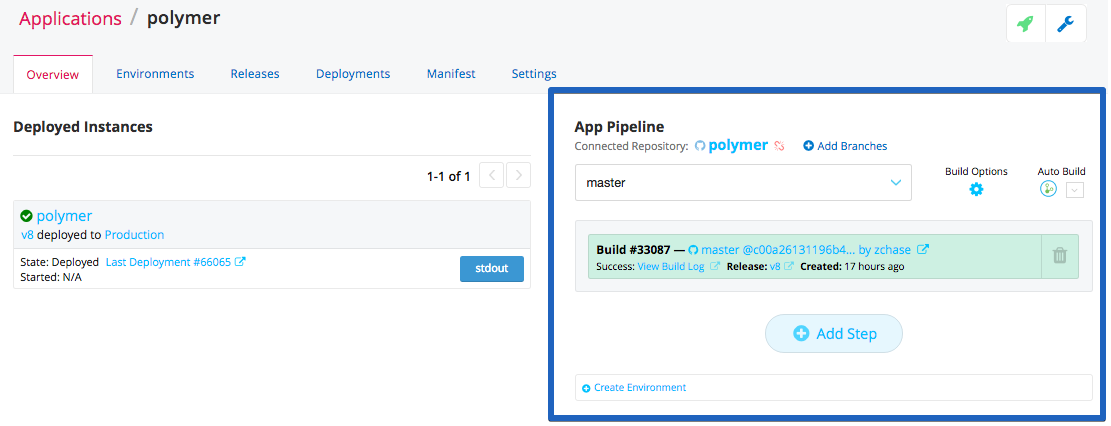 Applications / polymer
Overview
Environments
Releases
Deployments
Manifest
Settings
Deployed Instances
1-1 of 1
polymer
v8 deployed to Production
State: Deployed Last Deployment #66065
Started: N/A
stdout
App Pipeline
Connected Repository: polymer Add Branches
master
Build Options
Auto Build
Build #33087 — master @c00a26131196b4... by zchase
Success: View Build Log Release: v8 Created: 17 hours ago
Add Step
Create Environment